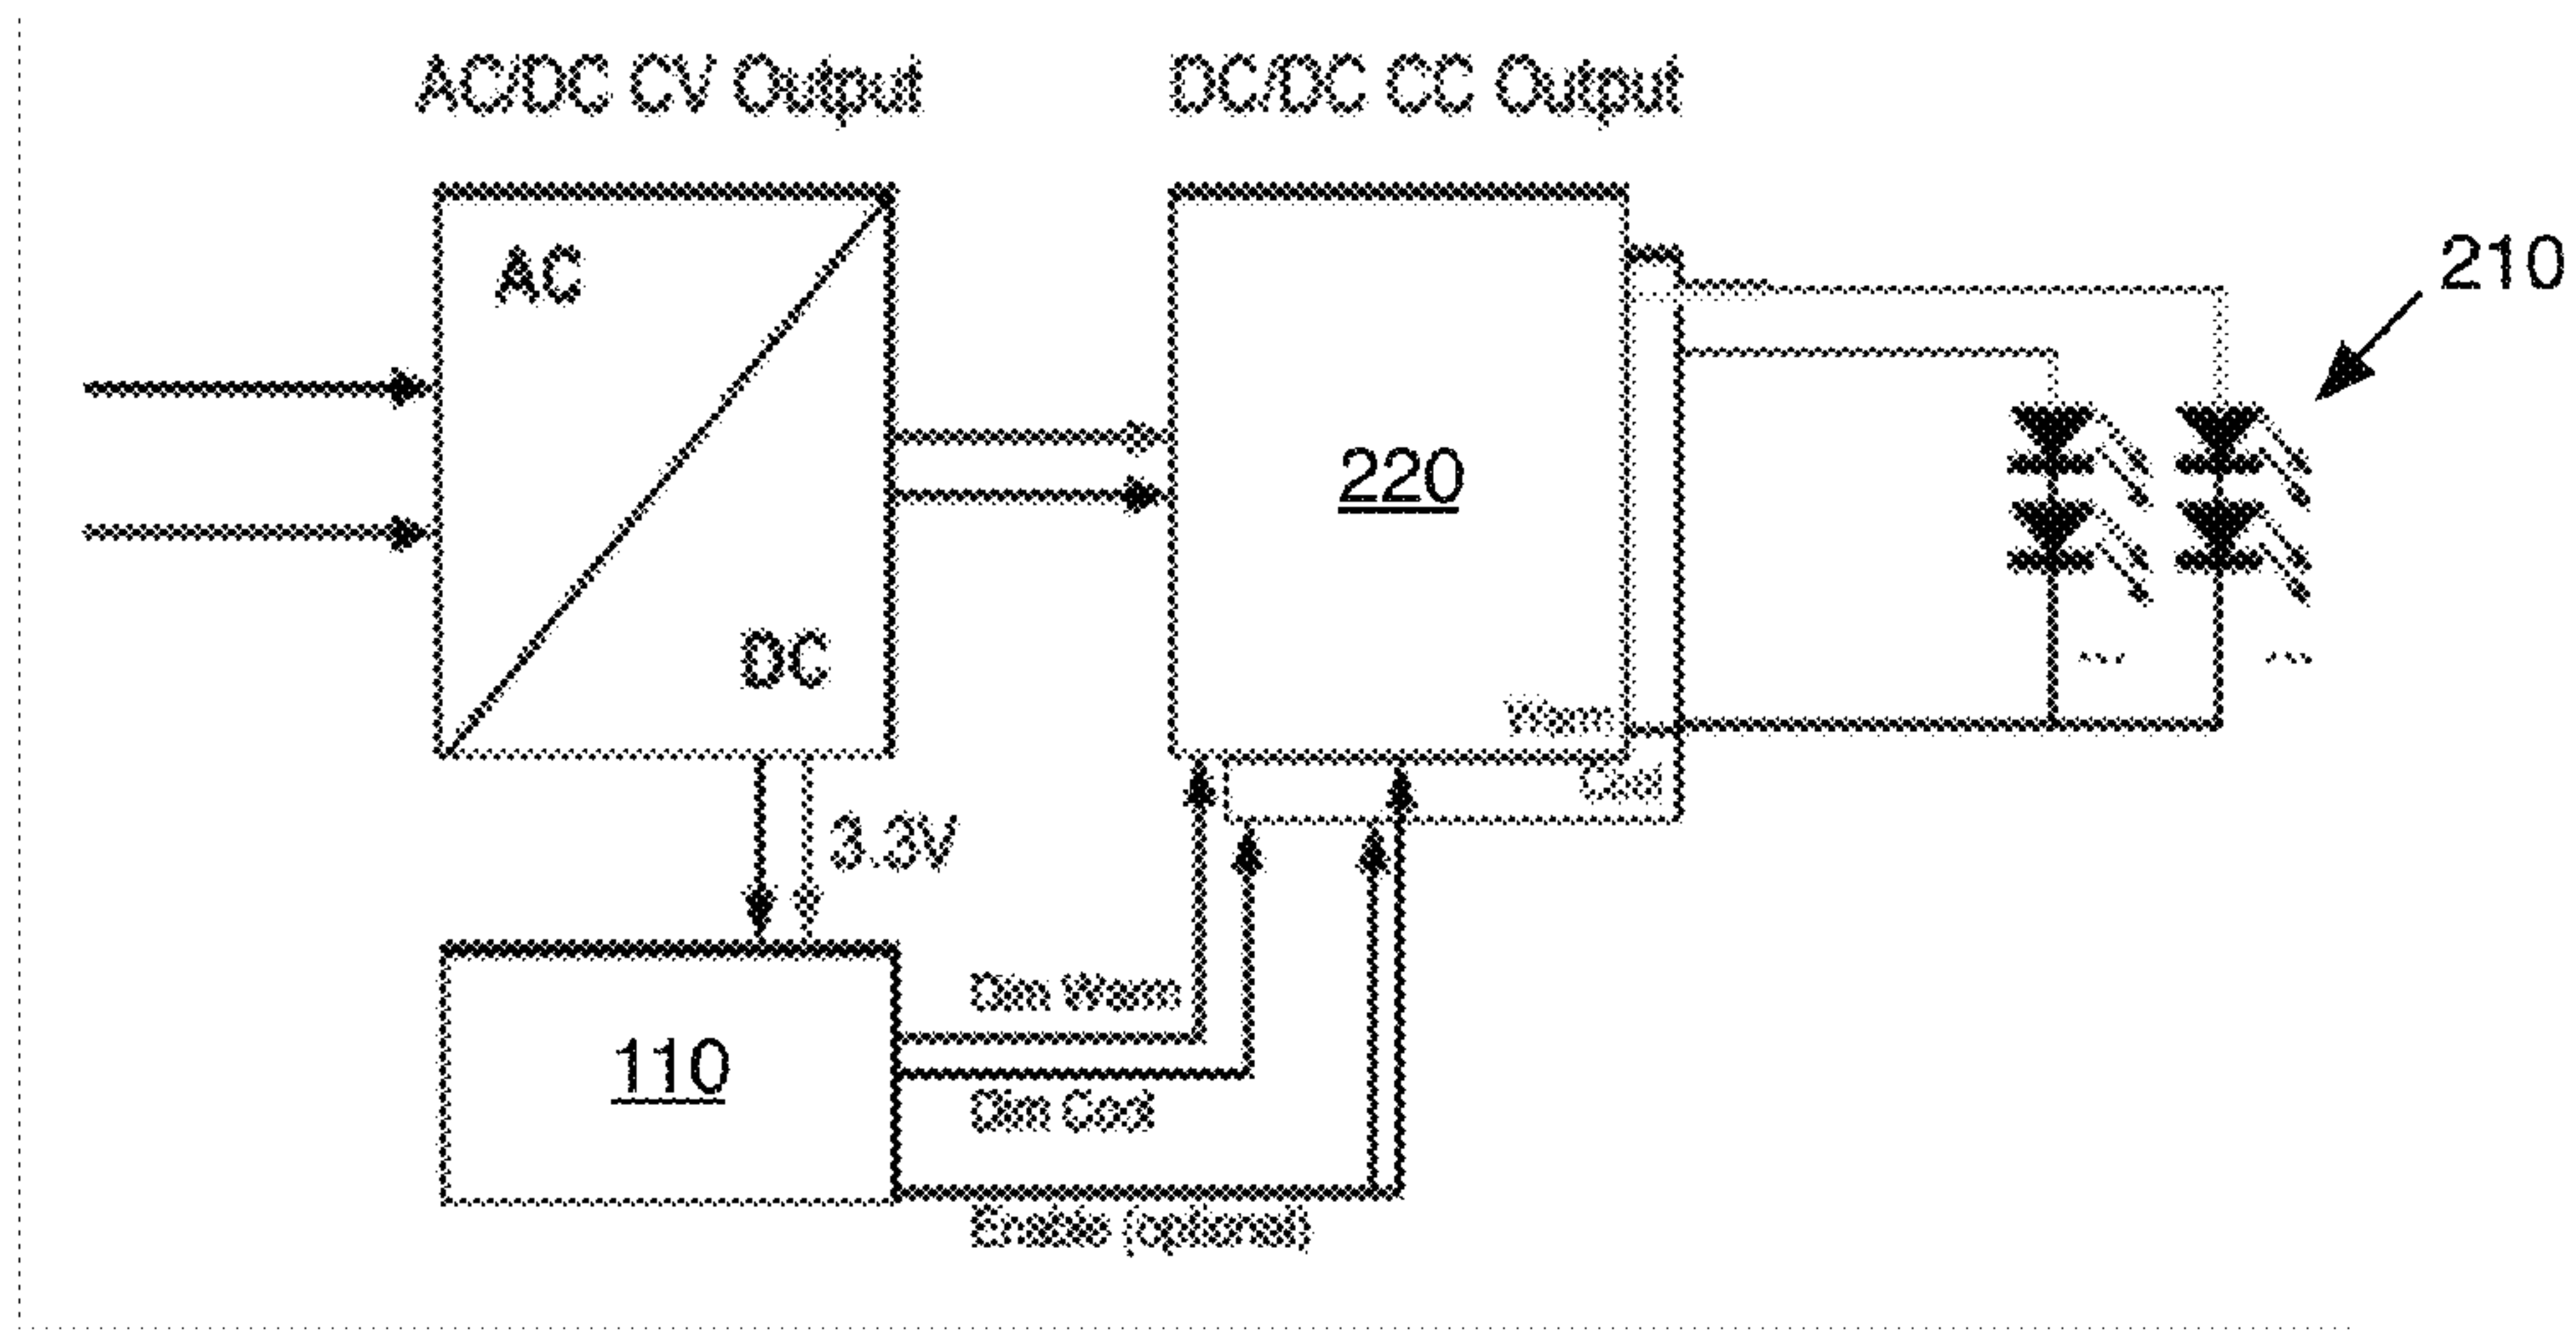 AC/DC CV Output
DC/DC CC Output
AC
DC
220
210
Warm
Cool
3.3V
110
Dim Warm
Dim Cool
Enable (optional)